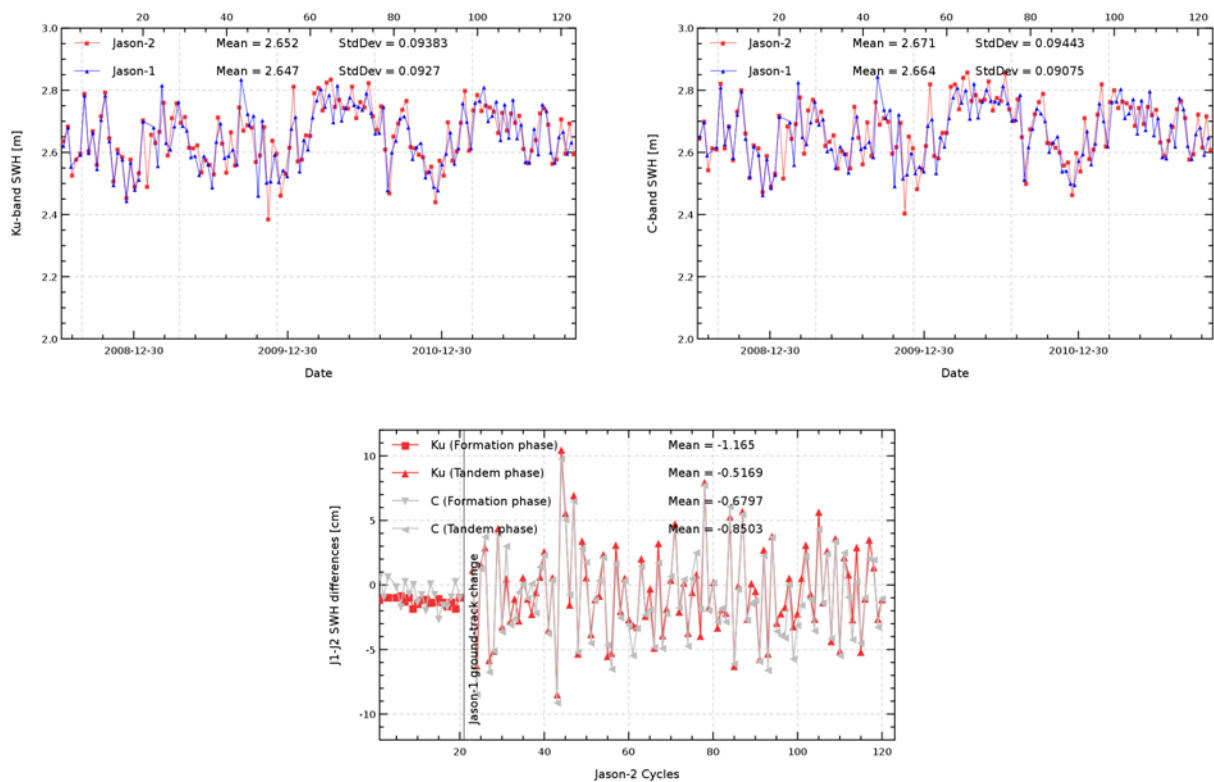 20 40 60 80 100 120
3.0
Jason-2 Mean = 2.652 StdDev = 0.09383
Jason-1 Mean = 2.647 StdDev = 0.0927
2.8
2.6
2.4
2.2
2.0
Ku-band SWH [m]
2008-12-30 2009-12-30 2010-12-30
Date
20 40 60 80 100 120
3.0
Jason-2 Mean = 2.671 StdDev = 0.09443
Jason-1 Mean = 2.664 StdDev = 0.09075
2.8
2.6
2.4
2.2
2.0
C-band SWH [m]
2008-12-30 2009-12-30 2010-12-30
Date
Ku (Formation phase) Mean = -1.165
Ku (Tandem phase) Mean = -0.5169
C (Formation phase) Mean = -0.6797
C (Tandem phase) Mean = -0.8503
10
5
0
-5
-10
J1-J2 SWH differences [cm]
Jason-1 ground-track change
20 40 60 80 100 120
Jason-2 Cycles